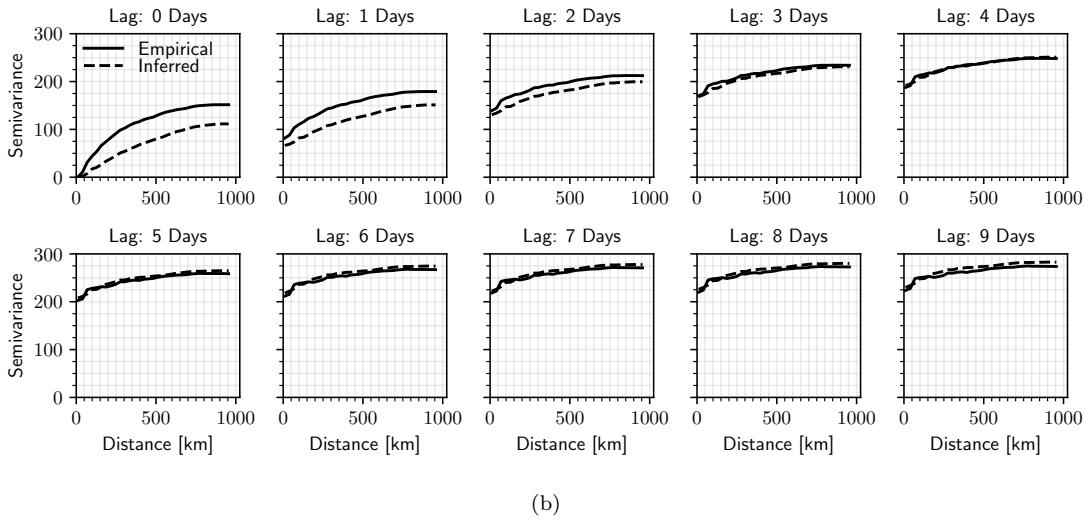 Lag: 0 Days
Lag: 1 Days
Lag: 2 Days
Lag: 3 Days
Lag: 4 Days
Semivariance
300
200
100
0
Empirical
Inferred
0 500 1000
0 500 1000
0 500 1000
0 500 1000
0 500 1000
Lag: 5 Days
Lag: 6 Days
Lag: 7 Days
Lag: 8 Days
Lag: 9 Days
Semivariance
300
200
100
0
0 500 1000
0 500 1000
0 500 1000
0 500 1000
0 500 1000
Distance [km]
Distance [km]
Distance [km]
Distance [km]
Distance [km]
(b)